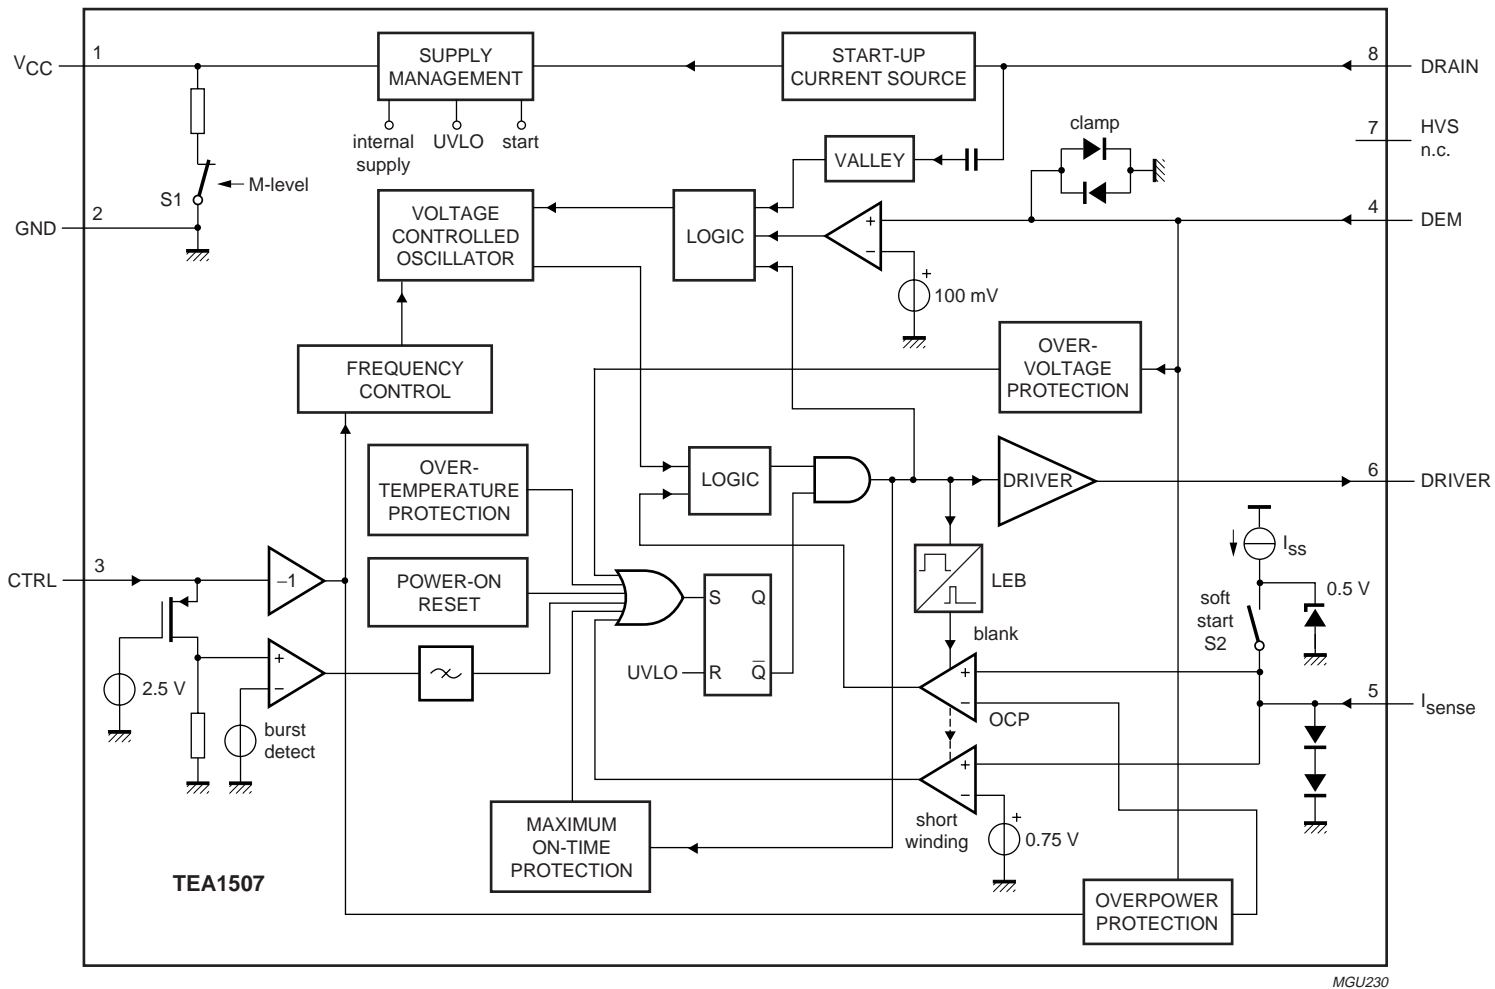 1
V_CC
SUPPLY
MANAGEMENT
START-UP
CURRENT SOURCE
8
DRAIN
internal
supply
UVLO
start
clamp
7
HVS
n.c.
VALLEY
S1
M-level
2
GND
VOLTAGE
CONTROLLED
OSCILLATOR
LOGIC
+
−
4
DEM
+
100 mV
FREQUENCY
CONTROL
OVER-
VOLTAGE
PROTECTION
OVER-
TEMPERATURE
PROTECTION
LOGIC
DRIVER
6
DRIVER
3
CTRL
−1
POWER-ON
RESET
LEB
I_ss
0.5 V
soft
start
S2
S
Q
blank
2.5 V
+
−
UVLO
R
Q̅
+
−
OCP
5
I_sense
burst
detect
+
−
short
winding
+
0.75 V
MAXIMUM
ON-TIME
PROTECTION
TEA1507
OVERPOWER
PROTECTION
MGU230